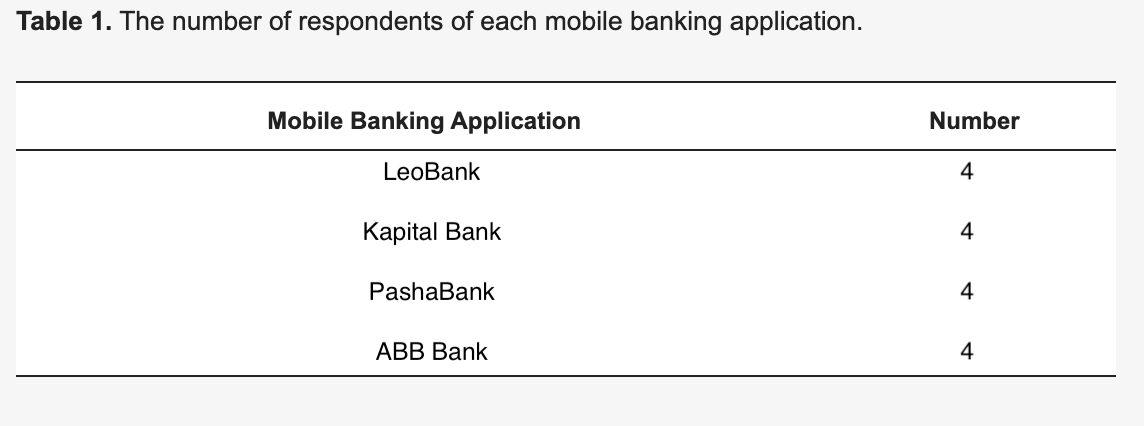 Table 1. The number of respondents of each mobile banking application.
Mobile Banking Application Number
LeoBank 4
Kapital Bank 4
PashaBank 4
ABB Bank 4